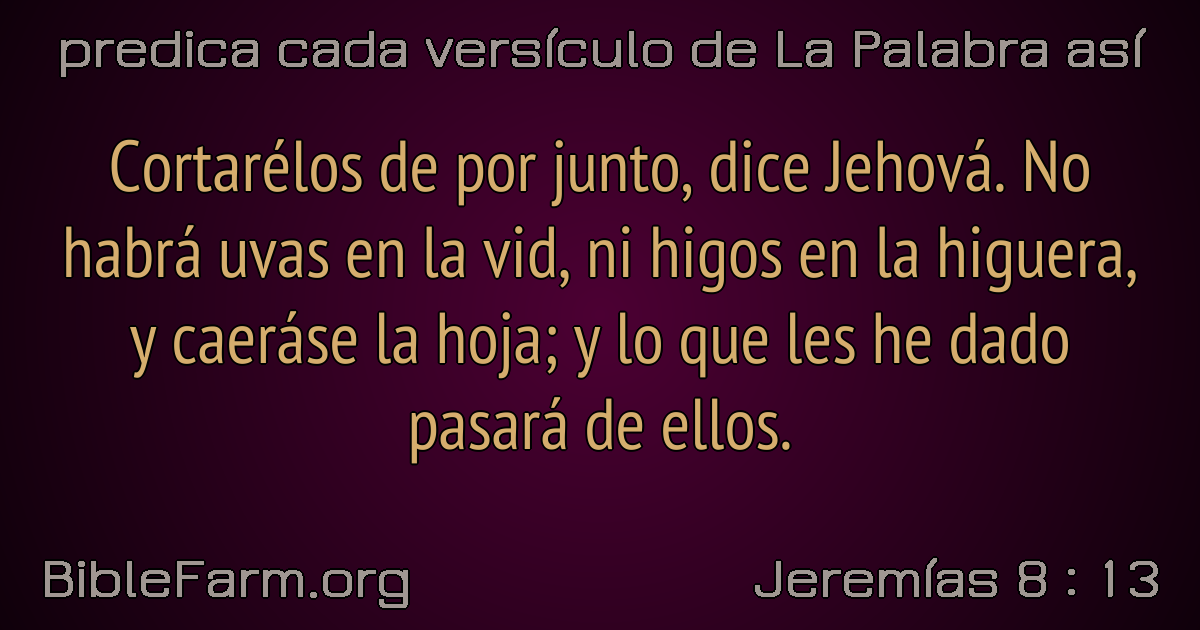 predica cada versículo de La Palabra así
Cortarélos de por junto, dice Jehová. No
habrá uvas en la vid, ni higos en la higuera,
y caeráse la hoja; y lo que les he dado
pasará de ellos.
BibleFarm.org
Jeremías 8 : 13